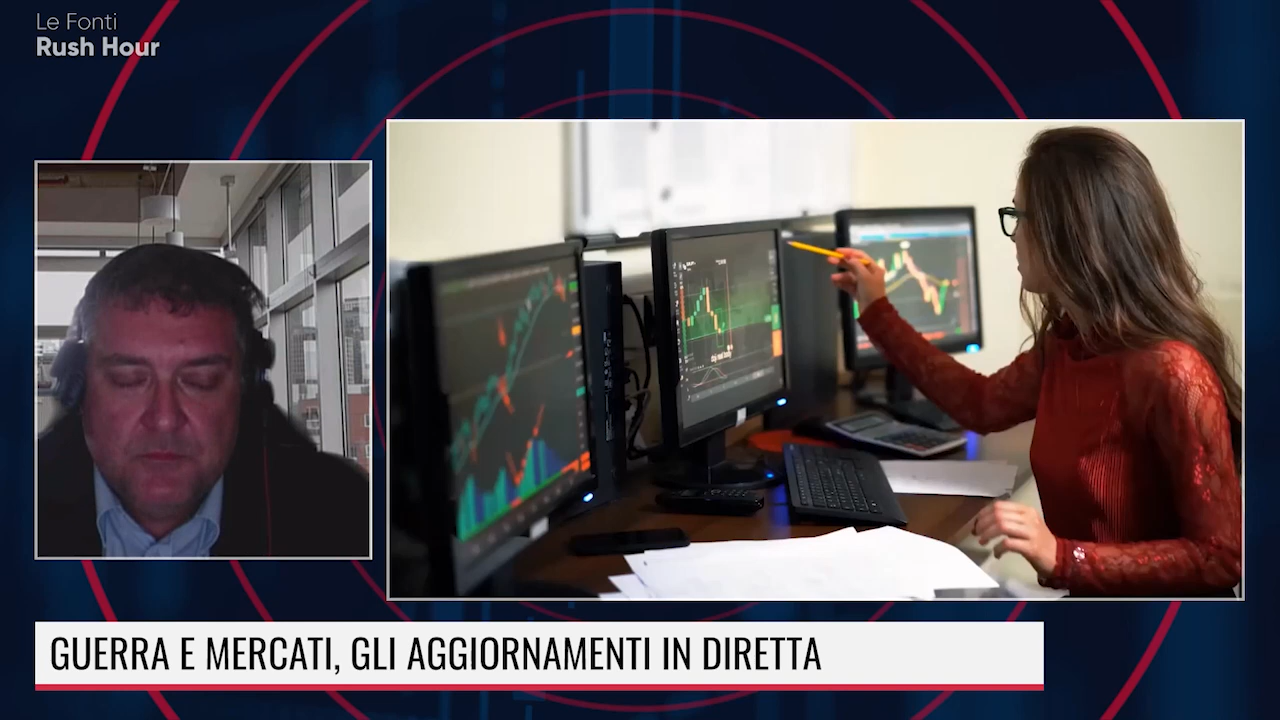 Le Fonti
Rush Hour
GUERRA E MERCATI, GLI AGGIORNAMENTI IN DIRETTA